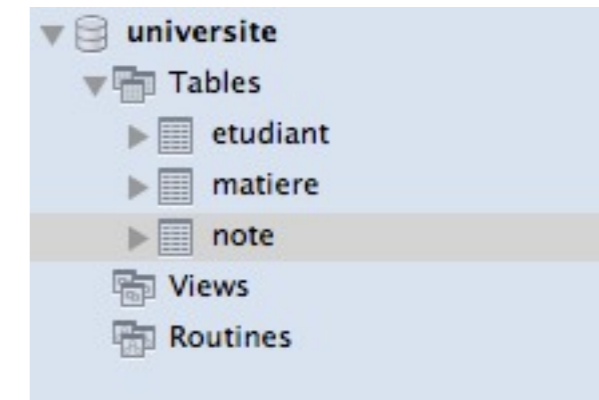 universite
Tables
etudiant
matiere
note
Views
Routines